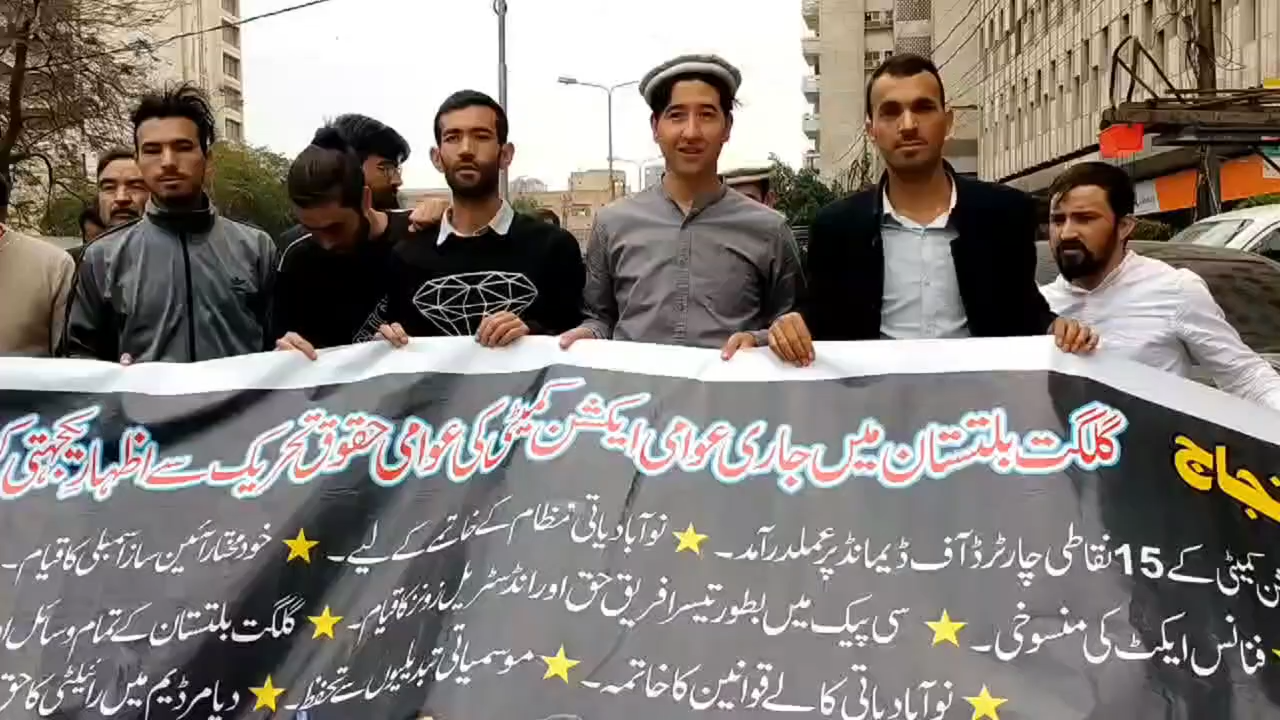 گلگت بلتستان میں جاری عوامی ایکشن کمیٹی کی عوامی حقوق تحریک سے اظہارِ یکجہتی
کمیٹی کے 15 نقاطی چارٹرڈ آف ڈیمانڈ پر عملدرآمد۔ ★ نوآبادیاتی نظام کے خاتمے کے لیے۔ ★ خودمختار آئین ساز اسمبلی کا قیام۔
فنانس ایکٹ کی منسوخی۔ ★ سی پیک میں بطور تیسرا فریق حق اور انڈسٹریل زونز کا قیام۔ ★ گلگت بلتستان کے تمام وسائل
★ نوآبادیاتی کالے قوانین کا خاتمہ۔ ★ موسمیاتی تبدیلیوں سے تحفظ۔ ★ دیامر ڈیم میں رائیلٹی کا حق